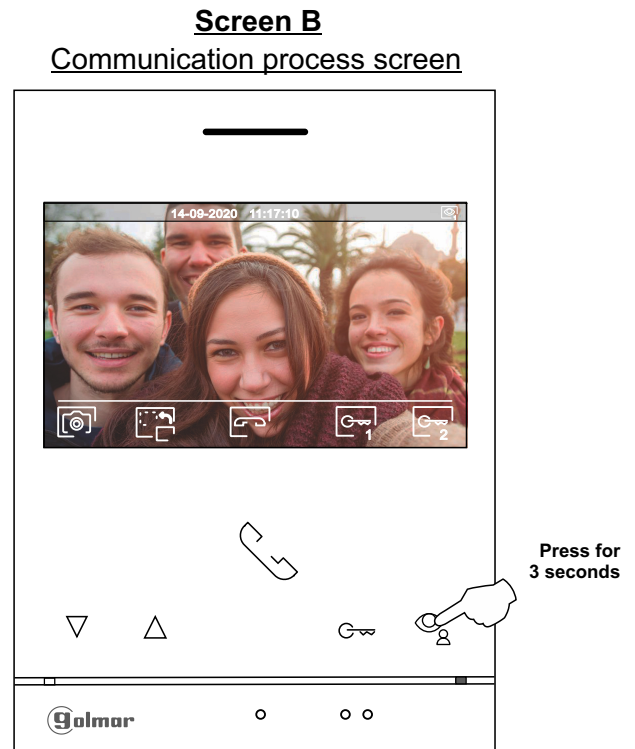 Screen B
Communication process screen
14-09-2020 11:17:10
1
2
Press for
3 seconds
golmar